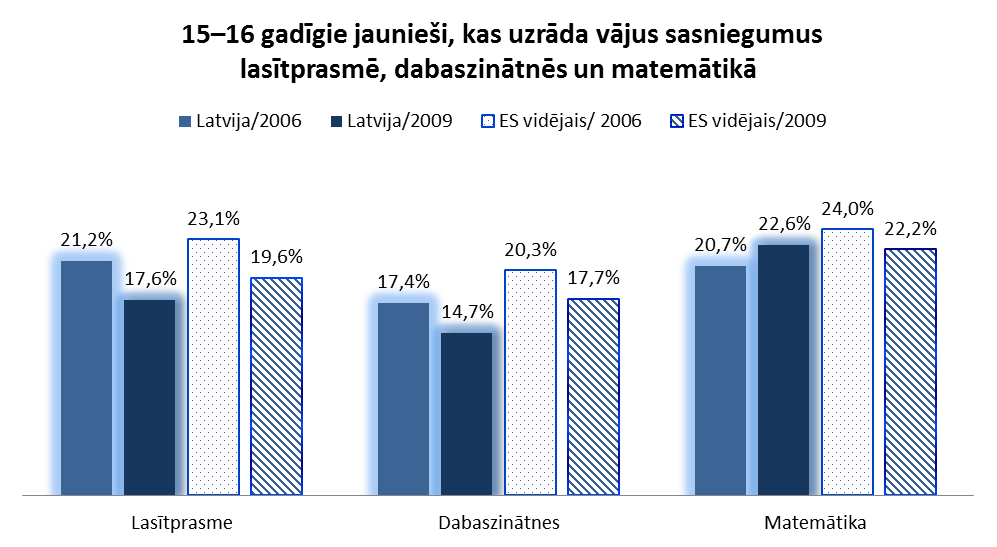 15–16 gadīgie jaunieši, kas uzrāda vājus sasniegumus
lasītprasmē, dabaszinātnēs un matemātikā
Latvija/2006 Latvija/2009 ES vidējais/ 2006 ES vidējais/2009
21,2% 17,6% 23,1% 19,6% 17,4% 14,7% 20,3% 17,7% 20,7% 22,6% 24,0% 22,2%
Lasītprasme Dabaszinātnes Matemātika